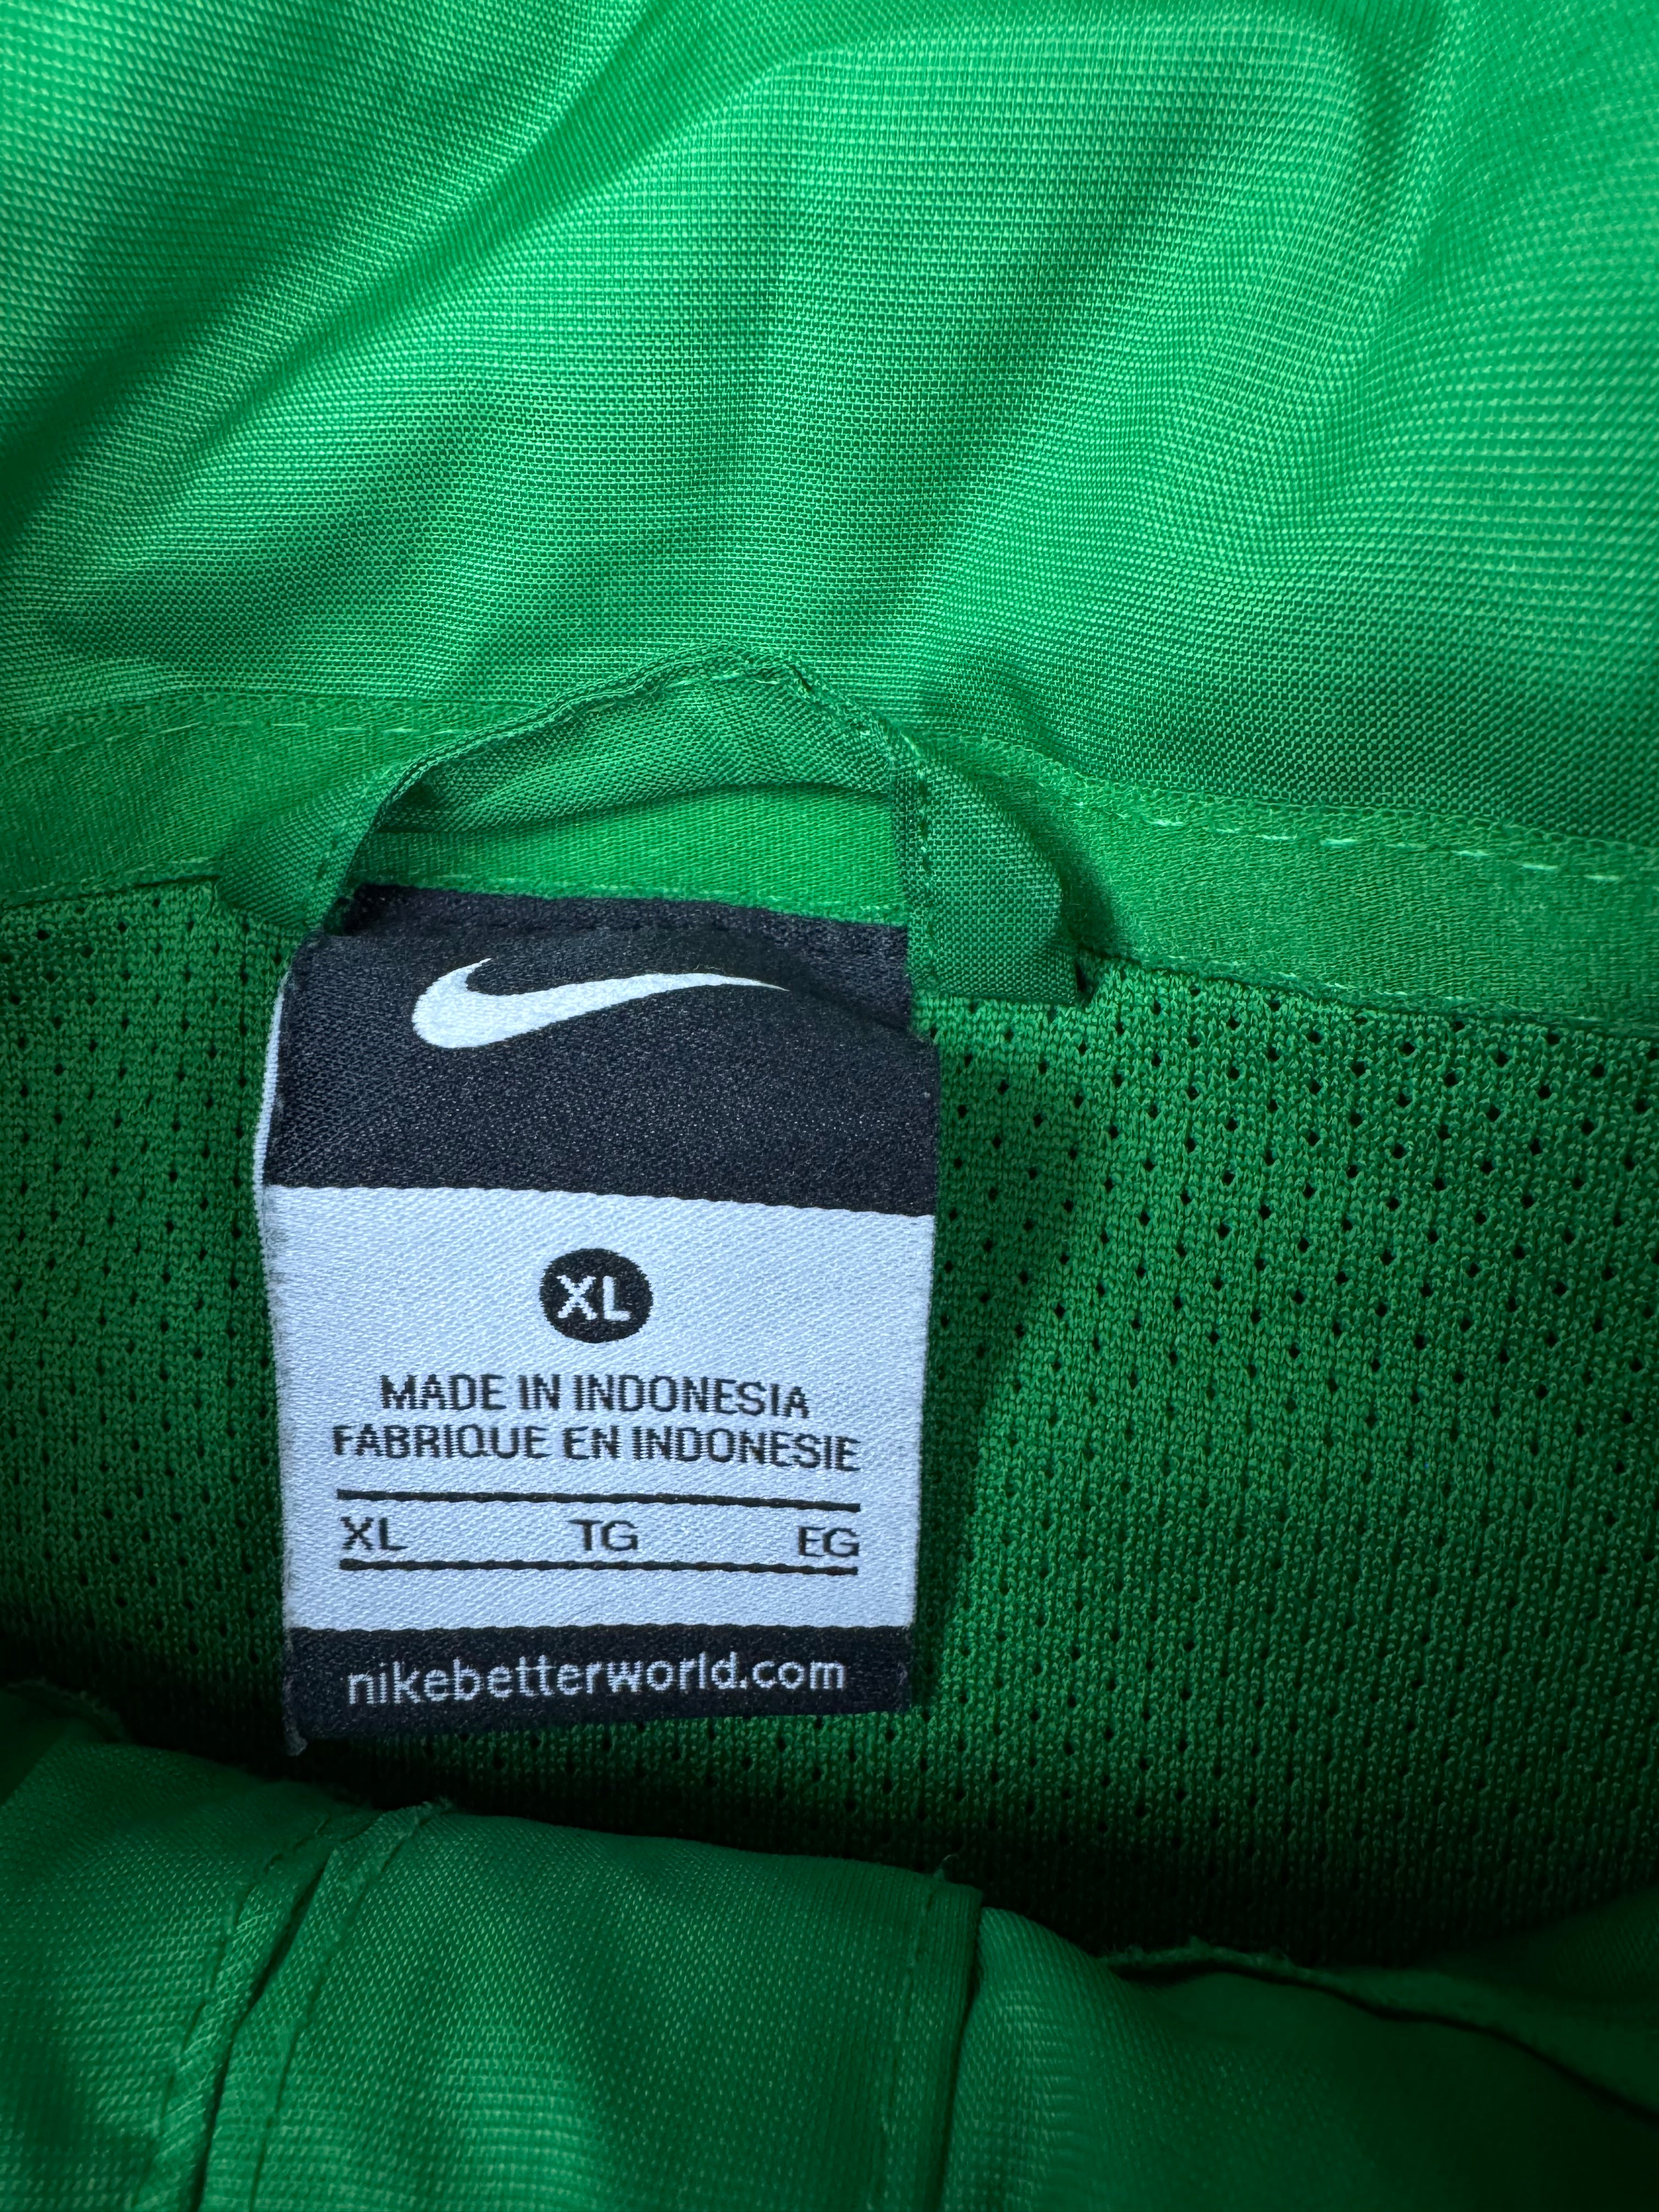 XL
MADE IN INDONESIA
FABRIQUE EN INDONESIE
XL TG EG
nikebetterworld.com